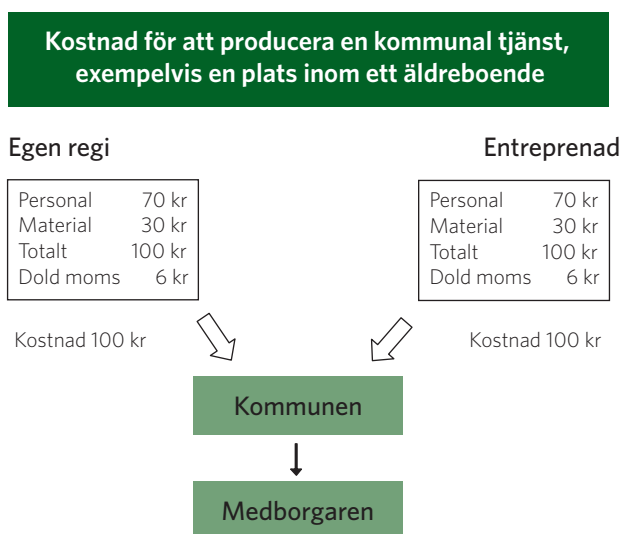 Kostnad för att producera en kommunal tjänst,
exempelvis en plats inom ett äldreboende
Egen regi
Personal 70 kr
Material 30 kr
Totalt 100 kr
Dold moms 6 kr
Kostnad 100 kr
Entreprenad
Personal 70 kr
Material 30 kr
Totalt 100 kr
Dold moms 6 kr
Kostnad 100 kr
Kommunen
Medborgaren